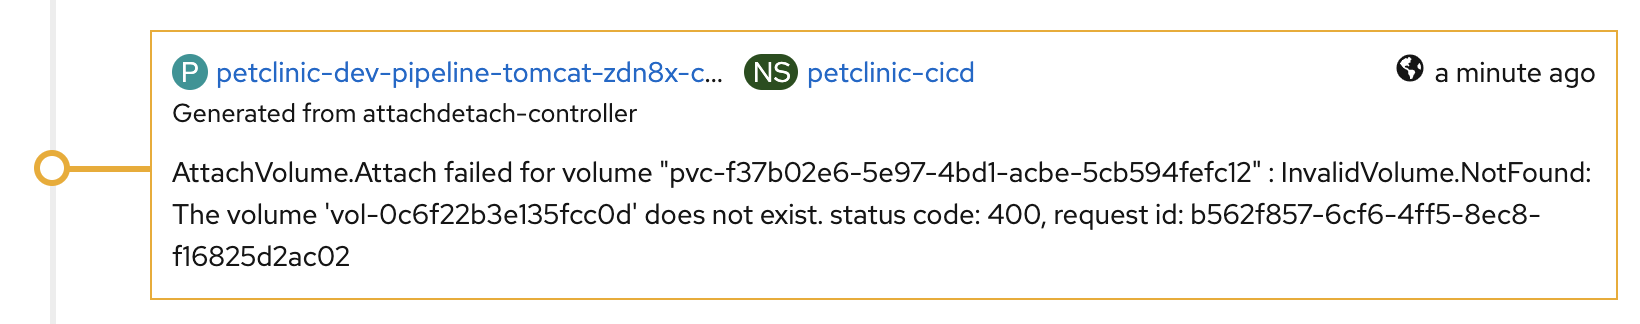 P petclinic-dev-pipeline-tomcat-zdn8x-c... NS petclinic-cicd a minute ago
Generated from attachdetach-controller
AttachVolume.Attach failed for volume "pvc-f37b02e6-5e97-4bd1-acbe-5cb594fefc12" : InvalidVolume.NotFound:
The volume 'vol-0c6f22b3e135fcc0d' does not exist. status code: 400, request id: b562f857-6cf6-4ff5-8ec8-
f16825d2ac02